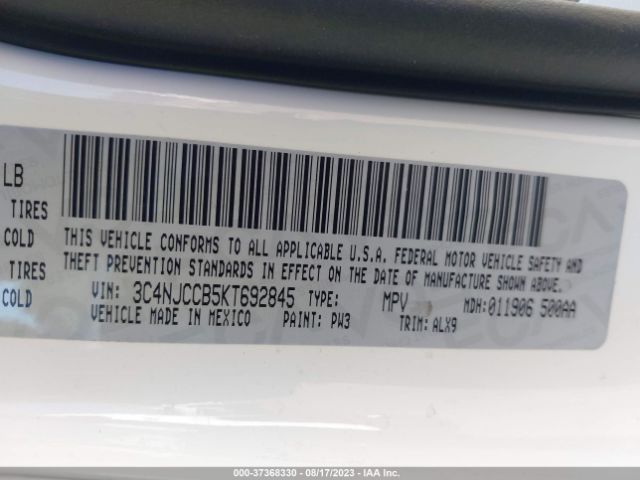 LB
TIRES
COLD
TIRES
COLD
THIS VEHICLE CONFORMS TO ALL APPLICABLE U.S.A. FEDERAL MOTOR VEHICLE SAFETY AND
THEFT PREVENTION STANDARDS IN EFFECT ON THE DATE OF MANUFACTURE SHOWN ABOVE.
VIN: 3C4NJCCB5KT692845 TYPE: MPV MDH:011906 500AA
VEHICLE MADE IN MEXICO PAINT: PW3 TRIM: ALX9
000-37368330 - 08/17/2023 - IAA Inc.